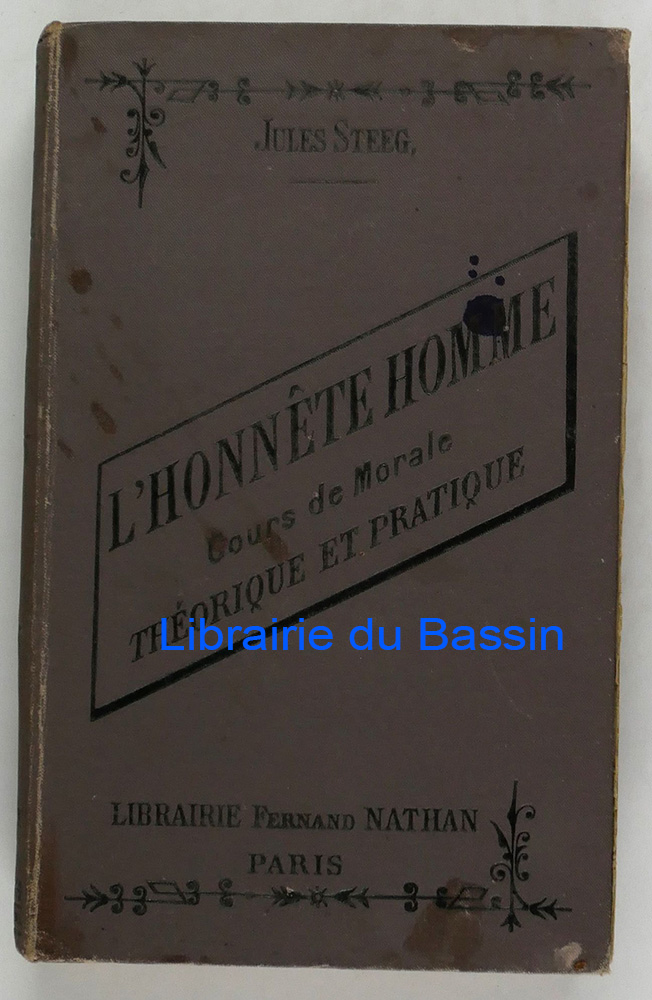 JULES STEEG.
L'HONNÊTE HOMME
Cours de Morale
THÉORIQUE ET PRATIQUE
Librairie du Bassin
LIBRAIRIE FERNAND NATHAN
PARIS